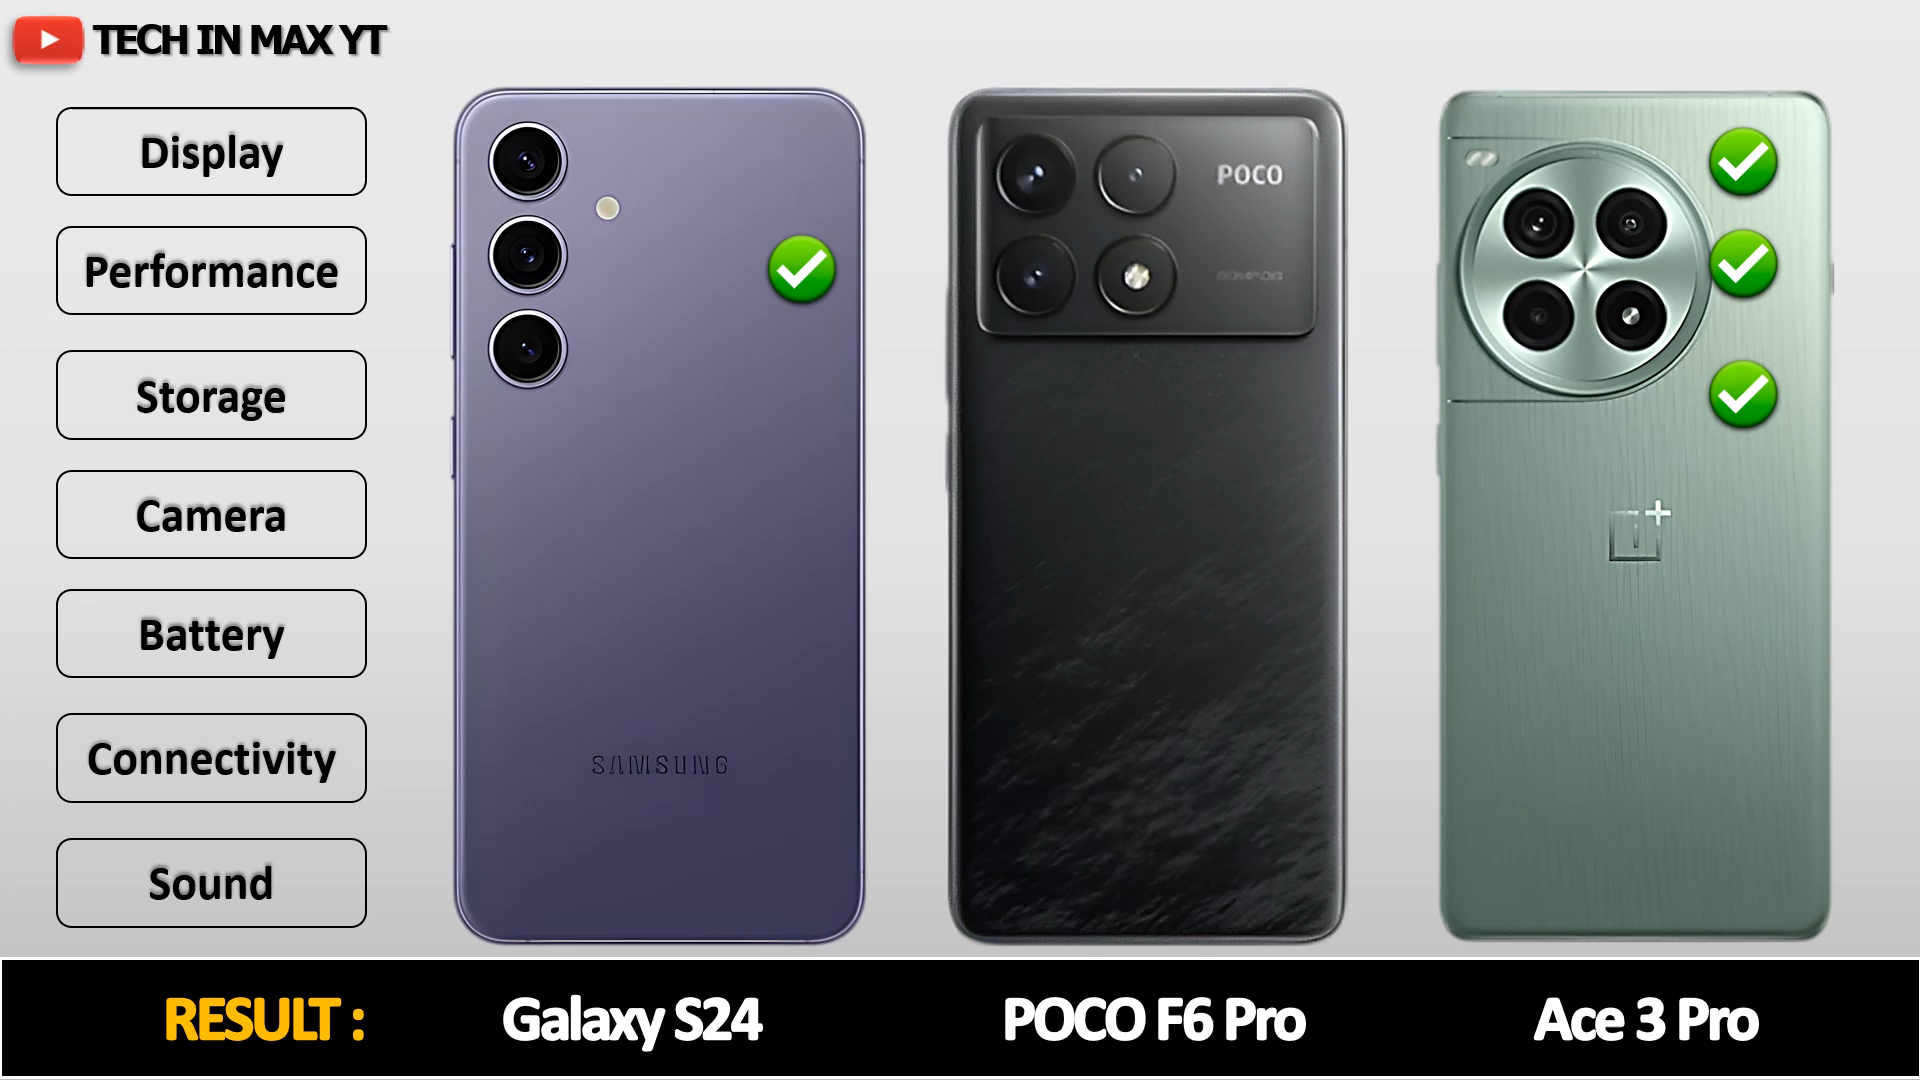 TECH IN MAX YT
Display
Performance
Storage
Camera
Battery
Connectivity
Sound
SAMSUNG
POCO
RESULT :
Galaxy S24
POCO F6 Pro
Ace 3 Pro